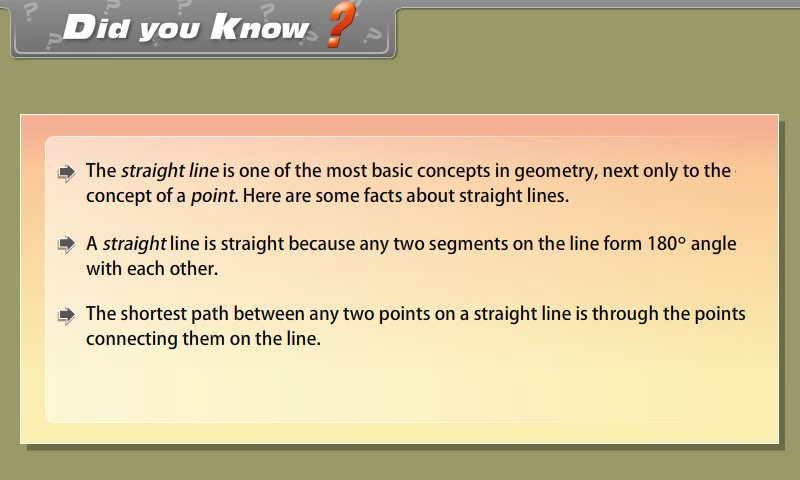 Did you Know ?
The straight line is one of the most basic concepts in geometry, next only to the
concept of a point. Here are some facts about straight lines.
A straight line is straight because any two segments on the line form 180° angle
with each other.
The shortest path between any two points on a straight line is through the points
connecting them on the line.